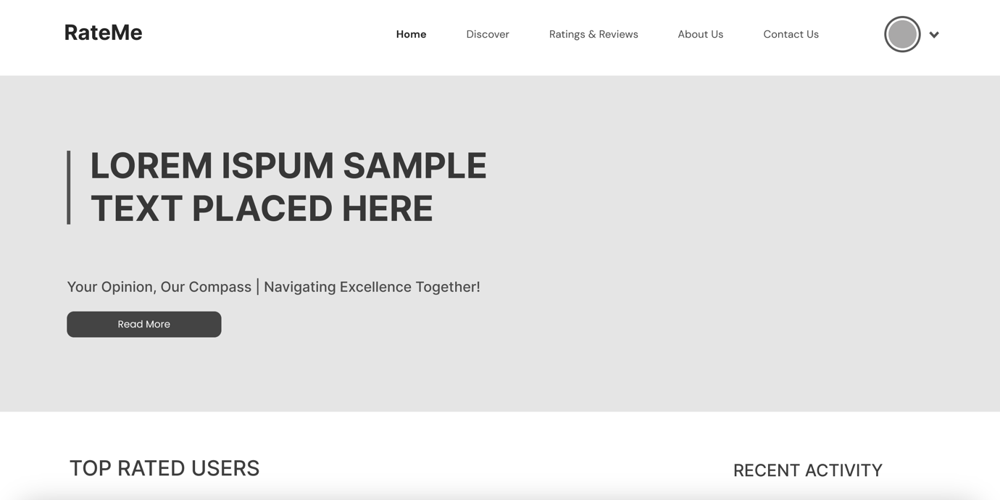 RateMe
Home Discover Ratings & Reviews About Us Contact Us
LOREM ISPUM SAMPLE
TEXT PLACED HERE
Your Opinion, Our Compass | Navigating Excellence Together!
Read More
TOP RATED USERS
RECENT ACTIVITY